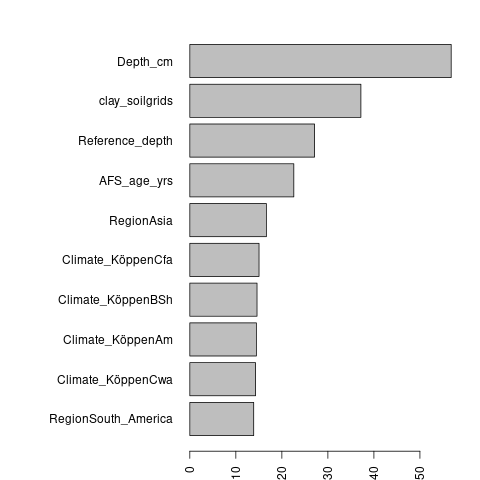 Depth_cm
clay_soilgrids
Reference_depth
AFS_age_yrs
RegionAsia
Climate_KöppenCfa
Climate_KöppenBSh
Climate_KöppenAm
Climate_KöppenCwa
RegionSouth_America
0 10 20 30 40 50